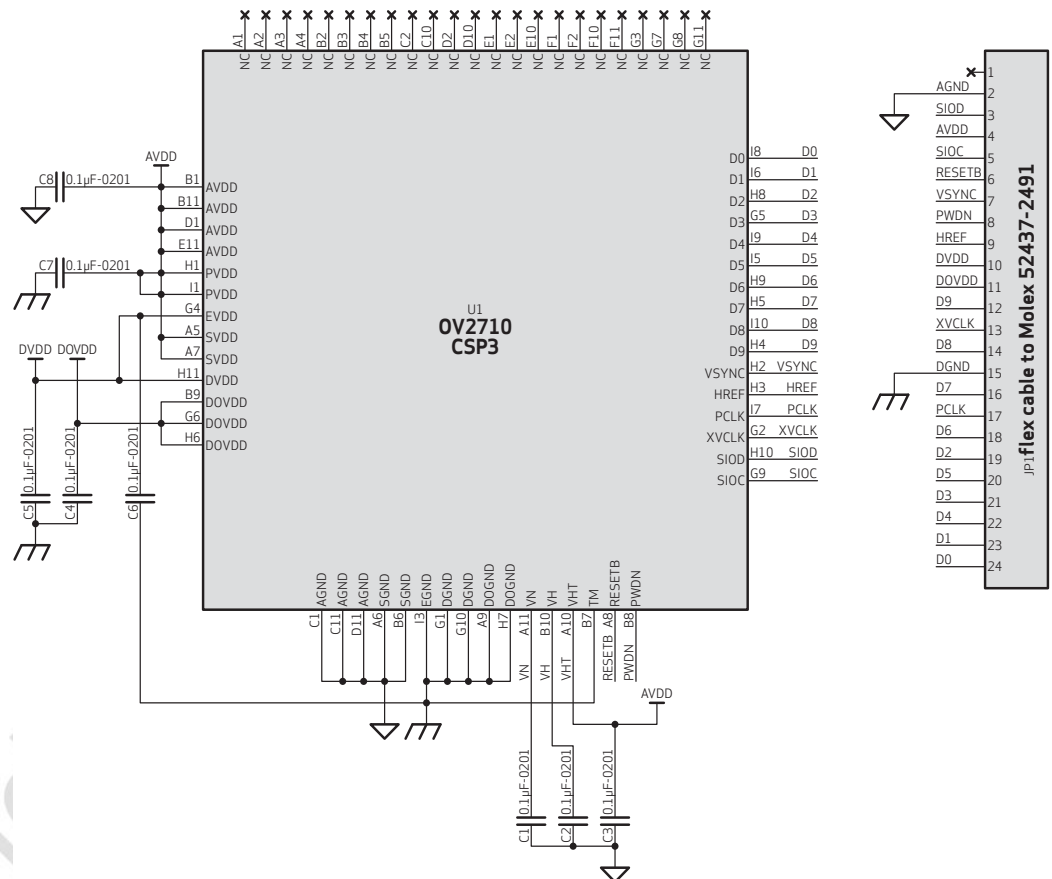 A1 A2 A3 A4 B2 B3 B4 B5 C2 C10 D2 D10 E1 E2 E10 F1 F2 F10 F11 G3 G7 G8 G11
NC NC NC NC NC NC NC NC NC NC NC NC NC NC NC NC NC NC NC NC NC NC NC
AVDD
C8 0.1μF-0201
C7 0.1μF-0201
B1 AVDD
B11 AVDD
D1 AVDD
E11 AVDD
H1 PVDD
I1 PVDD
G4 EVDD
A5 SVDD
A7 SVDD
H11 DVDD
B9 DOVDD
G6 DOVDD
H6 DOVDD
DVDD DOVDD
C5 0.1μF-0201
C4 0.1μF-0201
C6 0.1μF-0201
U1
OV2710
CSP3
D0 I8 D0
D1 I6 D1
D2 H8 D2
D3 G5 D3
D4 I9 D4
D5 I5 D5
D6 H9 D6
D7 H5 D7
D8 I10 D8
D9 H4 D9
VSYNC H2 VSYNC
HREF H3 HREF
PCLK I7 PCLK
XVCLK G2 XVCLK
SIOD H10 SIOD
SIOC G9 SIOC
C1 AGND
C11 AGND
D11 AGND
A6 SGND
B6 SGND
I3 EGND
G1 DGND
G10 DGND
A9 DOGND
H7 DOGND
A11 VN
B10 VH
A10 VHT
B7 TM
A8 RESETB
B8 PWDN
VN
VH
VHT
RESETB
PWDN
AVDD
C1 0.1μF-0201
C2 0.1μF-0201
C3 0.1μF-0201
1
AGND 2
SIOD 3
AVDD 4
SIOC 5
RESETB 6
VSYNC 7
PWDN 8
HREF 9
DVDD 10
DOVDD 11
D9 12
XVCLK 13
D8 14
DGND 15
D7 16
PCLK 17
D6 18
D2 19
D5 20
D3 21
D4 22
D1 23
D0 24
JP1 flex cable to Molex 52437-2491